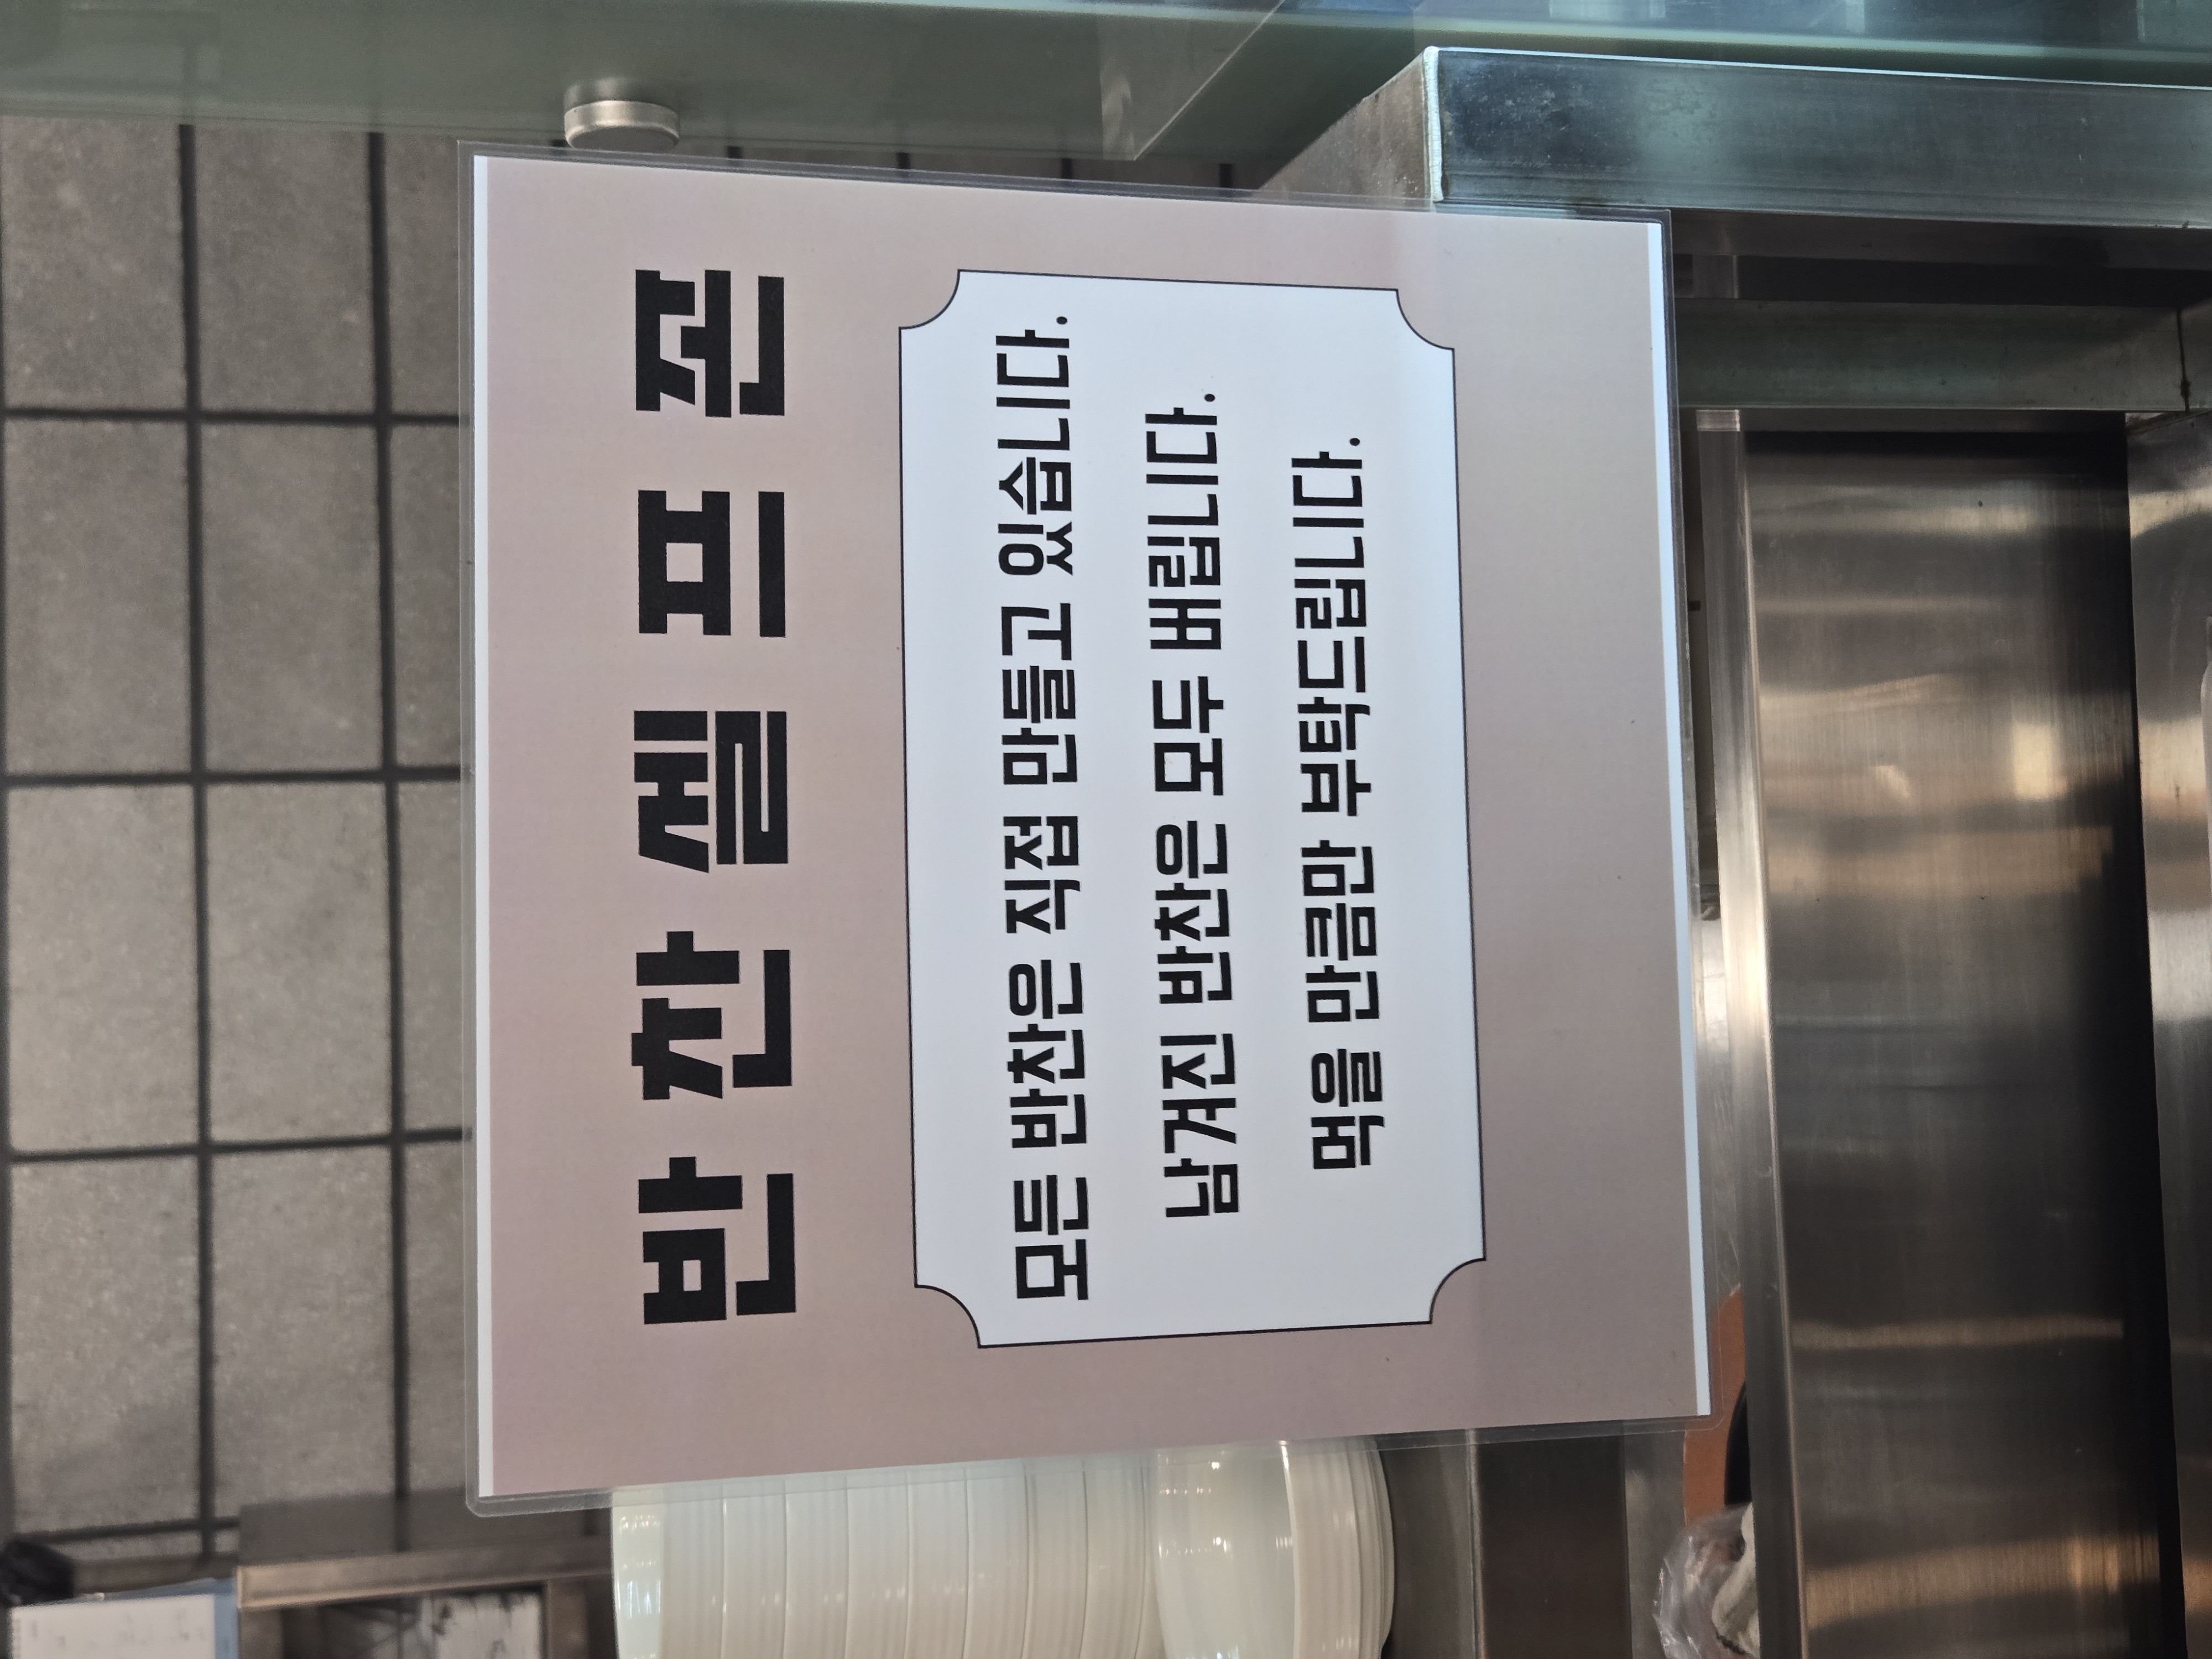 반찬셀프존
모든 반찬은 직접 만들고 있습니다.
남겨진 반찬은 모두 버립니다.
먹을 만큼만 부탁드립니다.